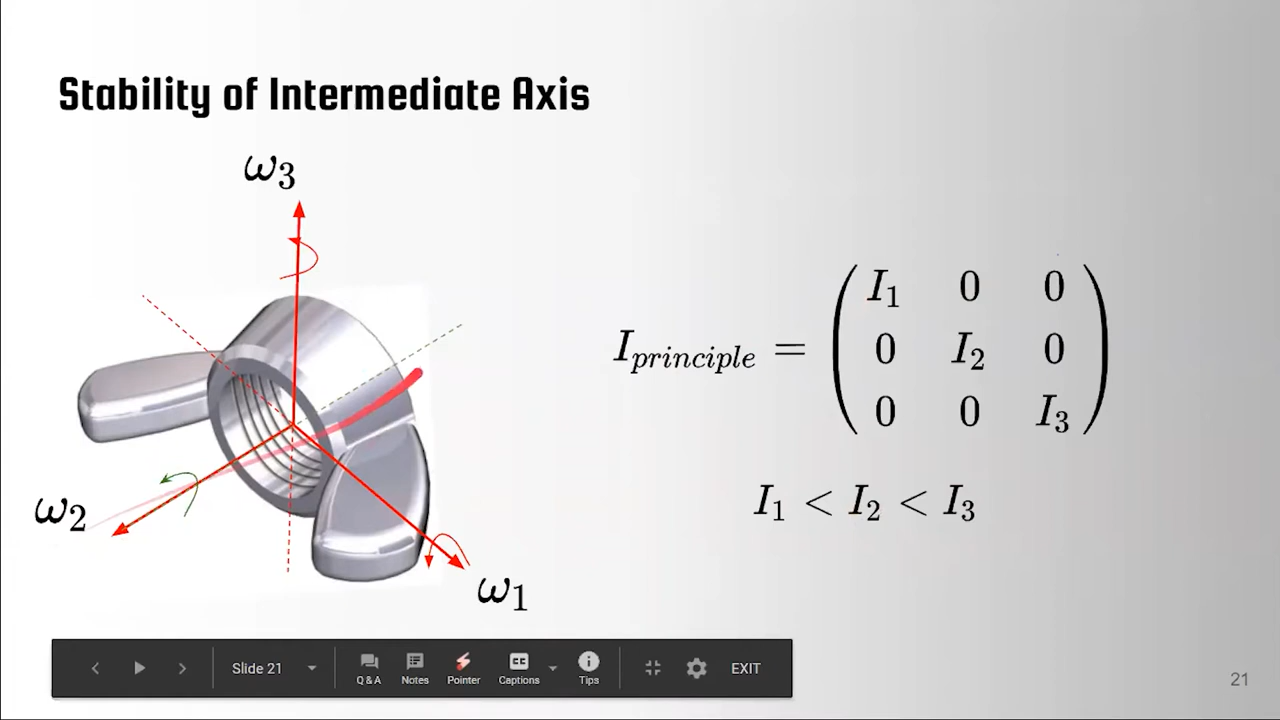 Stability of Intermediate Axis
ω₃
ω₂
ω₁
I_principle = ( I₁ 0 0
0 I₂ 0
0 0 I₃ )
I₁ < I₂ < I₃
Slide 21
Q & A
Notes
Pointer
CC
Captions
Tips
EXIT
21